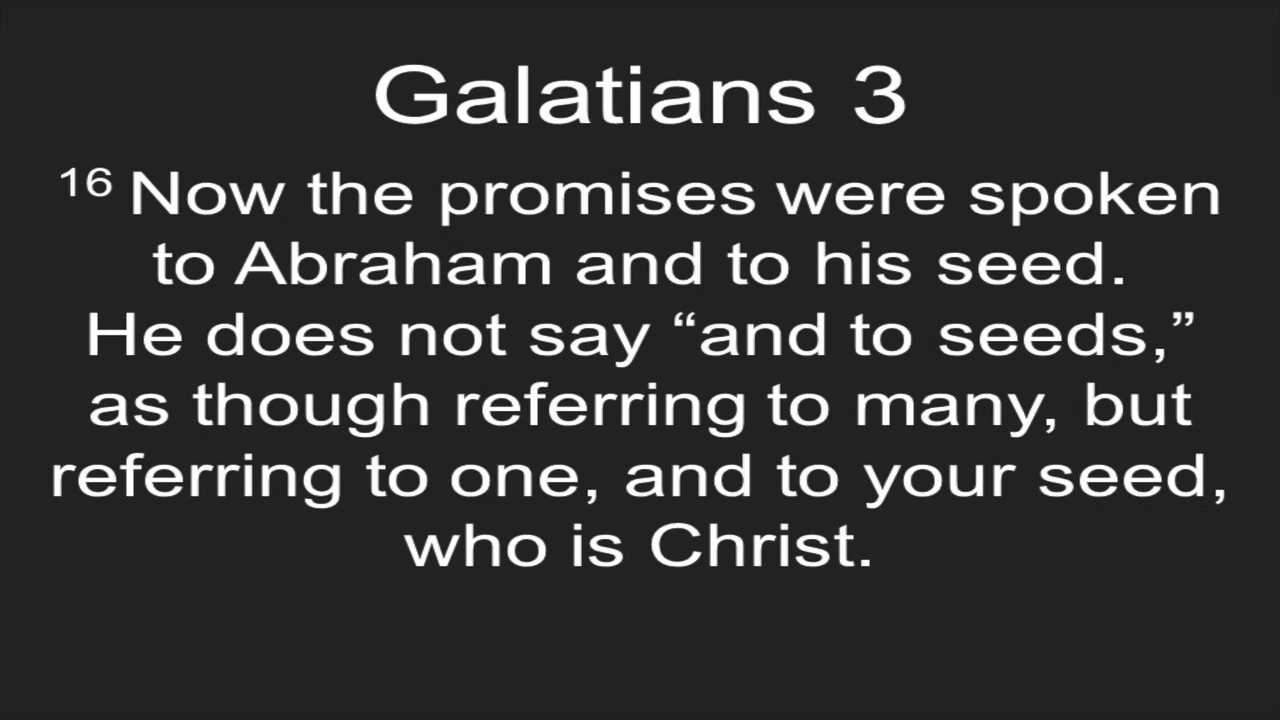 Galatians 3
16 Now the promises were spoken
to Abraham and to his seed.
He does not say “and to seeds,”
as though referring to many, but
referring to one, and to your seed,
who is Christ.